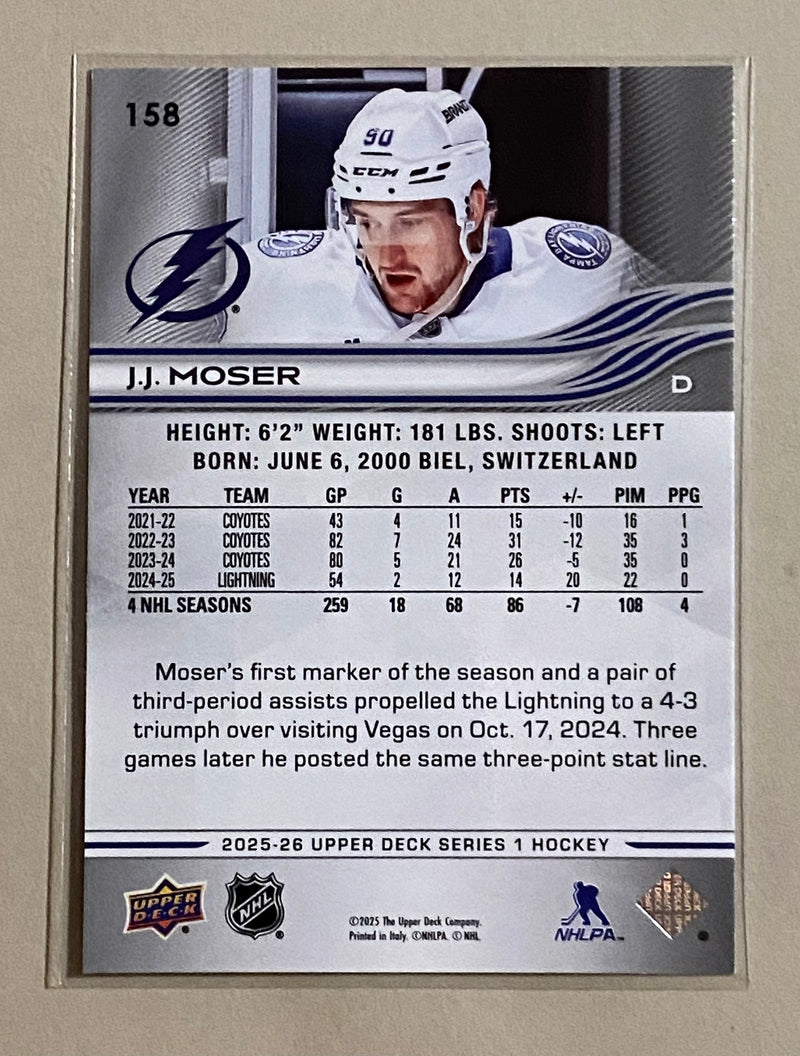 158
90
BRANDT
CCM
LIGHTNING
TAMPA BAY
J.J. MOSER
D
HEIGHT: 6'2" WEIGHT: 181 LBS. SHOOTS: LEFT
BORN: JUNE 6, 2000 BIEL, SWITZERLAND
YEAR TEAM GP G A PTS +/- PIM PPG
2021-22 COYOTES 43 4 11 15 -10 16 1
2022-23 COYOTES 82 7 24 31 -12 35 3
2023-24 COYOTES 80 5 21 26 -5 35 0
2024-25 LIGHTNING 54 2 12 14 20 22 0
4 NHL SEASONS 259 18 68 86 -7 108 4
Moser's first marker of the season and a pair of
third-period assists propelled the Lightning to a 4-3
triumph over visiting Vegas on Oct. 17, 2024. Three
games later he posted the same three-point stat line.
2025-26 UPPER DECK SERIES 1 HOCKEY
UPPER
D·E·C·K
®
NHL
®
©2025 The Upper Deck Company.
Printed in Italy. ©NHLPA. © NHL
NHLPA™